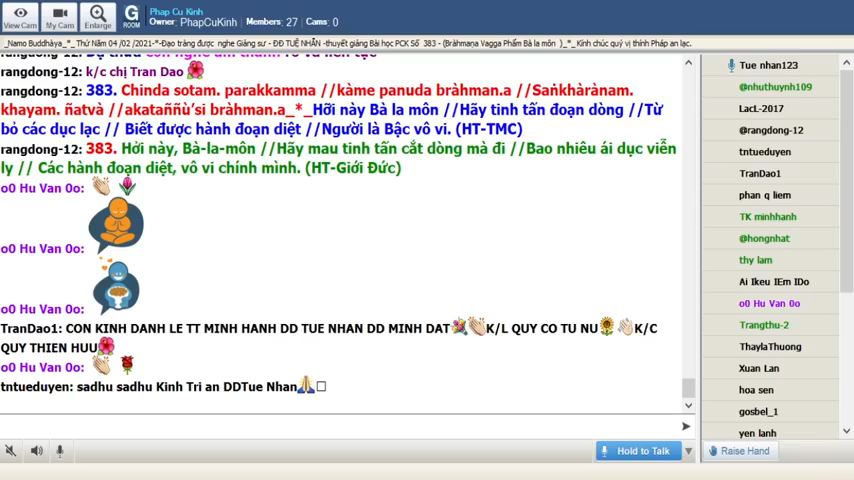 View Cam
My Cam
Enlarge
G
ROOM
Phap Cu Kinh
Owner: PhapCuKinh Members: 27 Cams: 0
_Namo Buddhàya_*_ Thứ Năm 04 /02 /2021-*-Đạo tràng được nghe Giảng sư - ĐĐ TUỆ NHÂN -thuyết giảng Bài học PCK Số 383 - (Bràhmaṇa Vagga Phẩm Bà la môn )_*_ Kính chúc quý vị thính Pháp an lạc.
rangdong-12: k/c chị Tran Dao
rangdong-12: 383. Chinda sotam. parakkamma //kàme panuda bràhman.a //Saṅkhàrànam.
khayam. ñatvà //akataññù'si bràhman.a_*_Hỡi này Bà la môn //Hãy tinh tấn đoạn dòng //Từ
bỏ các dục lạc // Biết được hành đoạn diệt //Người là Bậc vô vi. (HT-TMC)
rangdong-12: 383. Hởi này, Bà-la-môn //Hãy mau tinh tấn cắt dòng mà đi //Bao nhiêu ái dục viễn
ly // Các hành đoạn diệt, vô vi chính mình. (HT-Giới Đức)
o0 Hu Van 0o:
o0 Hu Van 0o:
o0 Hu Van 0o:
TranDao1: CON KINH DANH LE TT MINH HANH DD TUE NHAN DD MINH DAT K/L QUY CO TU NU K/C
QUY THIEN HUU
o0 Hu Van 0o:
tntueduyen: sadhu sadhu Kinh Tri an DDTue Nhan
Hold to Talk
Raise Hand
Tue nhan123
@nhuthuynh109
LacL-2017
@rangdong-12
tntueduyen
TranDao1
phan q liem
TK minhhanh
@hongnhat
thy lam
Ai Ikeu IEm IDo
o0 Hu Van 0o
Trangthu-2
ThaylaThuong
Xuan Lan
hoa sen
gosbel_1
yen lanh